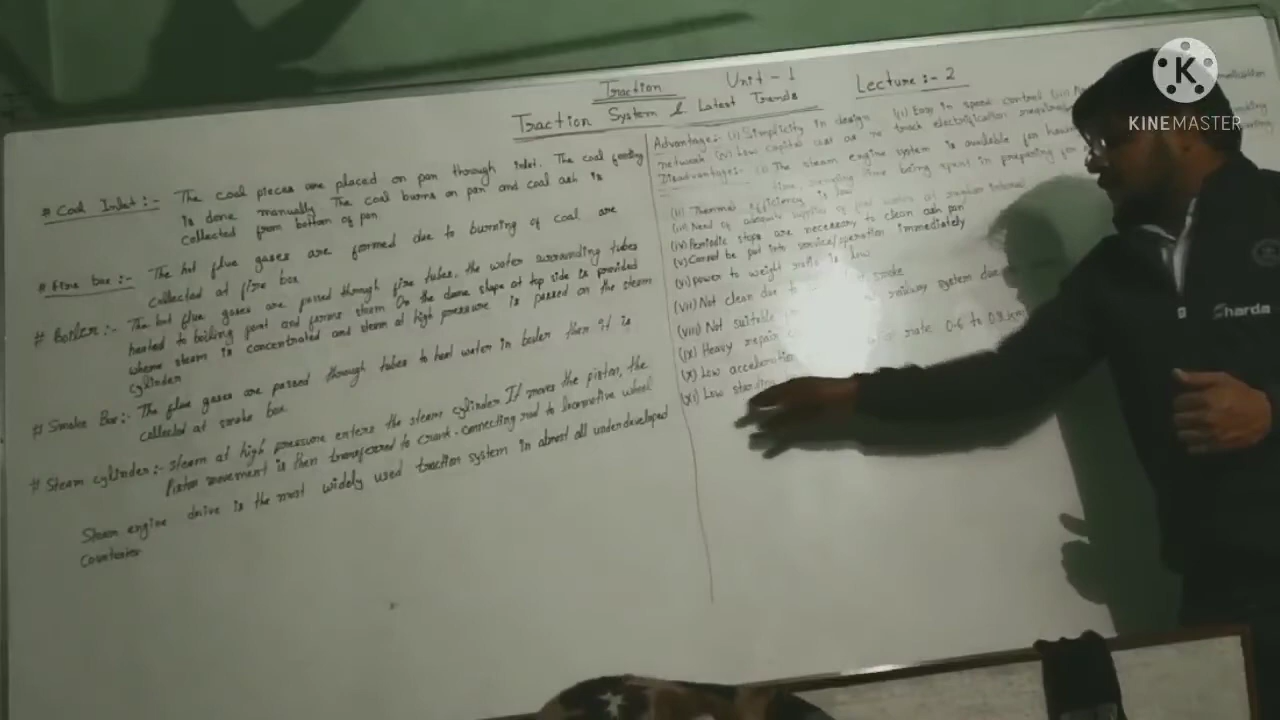 Traction Unit - 1 Lecture :- 2
Traction System & Latest Trends
# Coal Inlet :- The coal pieces are placed on pan through inlet. The coal feeding
is done manually. The coal burns on pan and coal ash is
collected from bottom of pan
# Fire box :- The hot flue gases are formed due to burning of coal are
collected at fire box
# Boiler :- The hot flue gases are passed through fire tubes, the water surrounding tubes
heated to boiling point and forms steam On the dome shape at top side is provided
where steam is concentrated and steam at high pressure is passed on the steam
cylinder
# Smoke Box :- The flue gases are passed through tubes to heat water in boiler then it is
collected at smoke box
# Steam cylinder :- steam at high pressure enters the steam cylinder It moves the piston, the
Piston movement is then transferred to crank-connecting rod to locomotive wheel
Steam engine drive is the most widely used traction system in almost all underdeveloped
Countries
Advantage :- (i) Simplicity in design (ii) Easy in speed control (iii)
network (iv) Low capital cost as no track electrification required
Disadvantages :- (i) The steam engine system is available for
time being spent in preparing for
(ii) Thermal efficiency is low
(iii) Need of supplies of at regular interval
(iv) Periodic stops are necessary to clean ash pan
(v) Cannot be put into service/operation immediately
(vi) power to weight ratio is low
(vii) Not clean due to smoke
(viii) Not suitable railway system due
(ix) Heavy repair
(x) Low acceleration rate 0.6 to 0.8 km
(xi) Low
harda
K
KINEMASTER